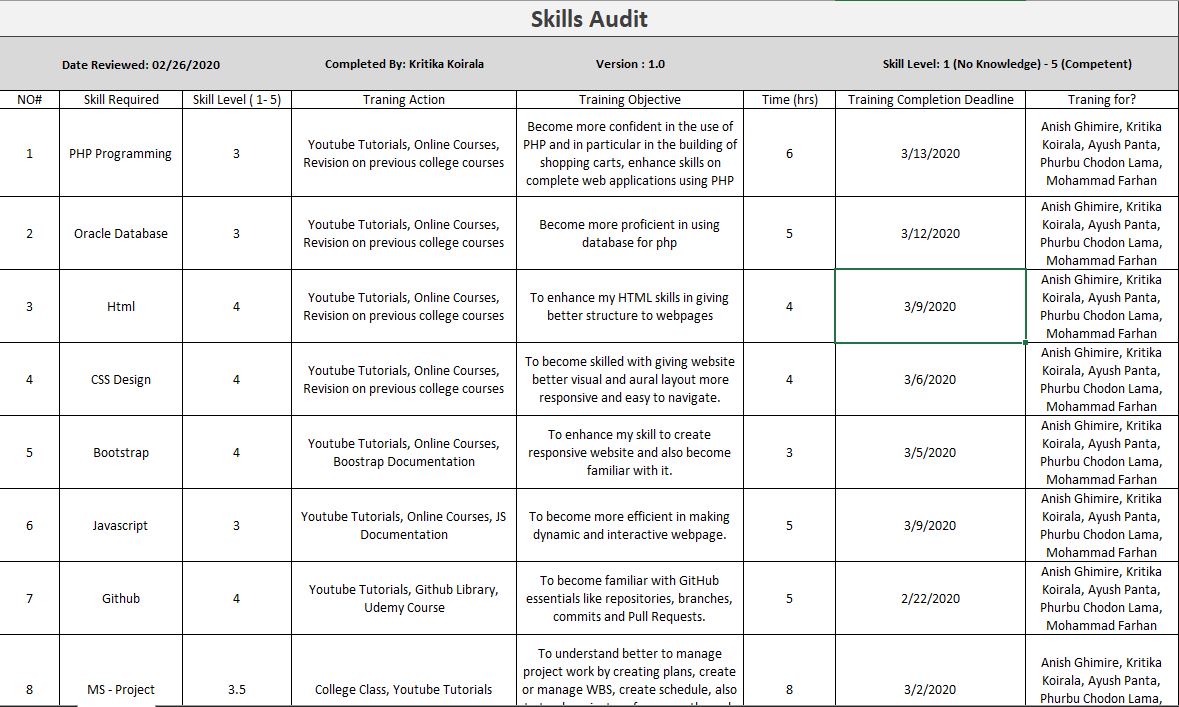 Skills Audit
Date Reviewed: 02/26/2020 Completed By: Kritika Koirala Version : 1.0 Skill Level: 1 (No Knowledge) - 5 (Competent)
NO# Skill Required Skill Level ( 1- 5) Traning Action Training Objective Time (hrs) Training Completion Deadline Traning for?
1
PHP Programming
3
Youtube Tutorials, Online Courses,
Revision on previous college courses
Become more confident in the use of
PHP and in particular in the building of
shopping carts, enhance skills on
complete web applications using PHP
6
3/13/2020
Anish Ghimire, Kritika
Koirala, Ayush Panta,
Phurbu Chodon Lama,
Mohammad Farhan
2
Oracle Database
3
Youtube Tutorials, Online Courses,
Revision on previous college courses
Become more proficient in using
database for php
5
3/12/2020
Anish Ghimire, Kritika
Koirala, Ayush Panta,
Phurbu Chodon Lama,
Mohammad Farhan
3
Html
4
Youtube Tutorials, Online Courses,
Revision on previous college courses
To enhance my HTML skills in giving
better structure to webpages
4
3/9/2020
Anish Ghimire, Kritika
Koirala, Ayush Panta,
Phurbu Chodon Lama,
Mohammad Farhan
4
CSS Design
4
Youtube Tutorials, Online Courses,
Revision on previous college courses
To become skilled with giving website
better visual and aural layout more
responsive and easy to navigate.
4
3/6/2020
Anish Ghimire, Kritika
Koirala, Ayush Panta,
Phurbu Chodon Lama,
Mohammad Farhan
5
Bootstrap
4
Youtube Tutorials, Online Courses,
Boostrap Documentation
To enhance my skill to create
responsive website and also become
familiar with it.
3
3/5/2020
Anish Ghimire, Kritika
Koirala, Ayush Panta,
Phurbu Chodon Lama,
Mohammad Farhan
6
Javascript
3
Youtube Tutorials, Online Courses, JS
Documentation
To become more efficient in making
dynamic and interactive webpage.
5
3/9/2020
Anish Ghimire, Kritika
Koirala, Ayush Panta,
Phurbu Chodon Lama,
Mohammad Farhan
7
Github
4
Youtube Tutorials, Github Library,
Udemy Course
To become familiar with GitHub
essentials like repositories, branches,
commits and Pull Requests.
5
2/22/2020
Anish Ghimire, Kritika
Koirala, Ayush Panta,
Phurbu Chodon Lama,
Mohammad Farhan
8
MS - Project
3.5
College Class, Youtube Tutorials
To understand better to manage
project work by creating plans, create
or manage WBS, create schedule, also
8
3/2/2020
Anish Ghimire, Kritika
Koirala, Ayush Panta,
Phurbu Chodon Lama,